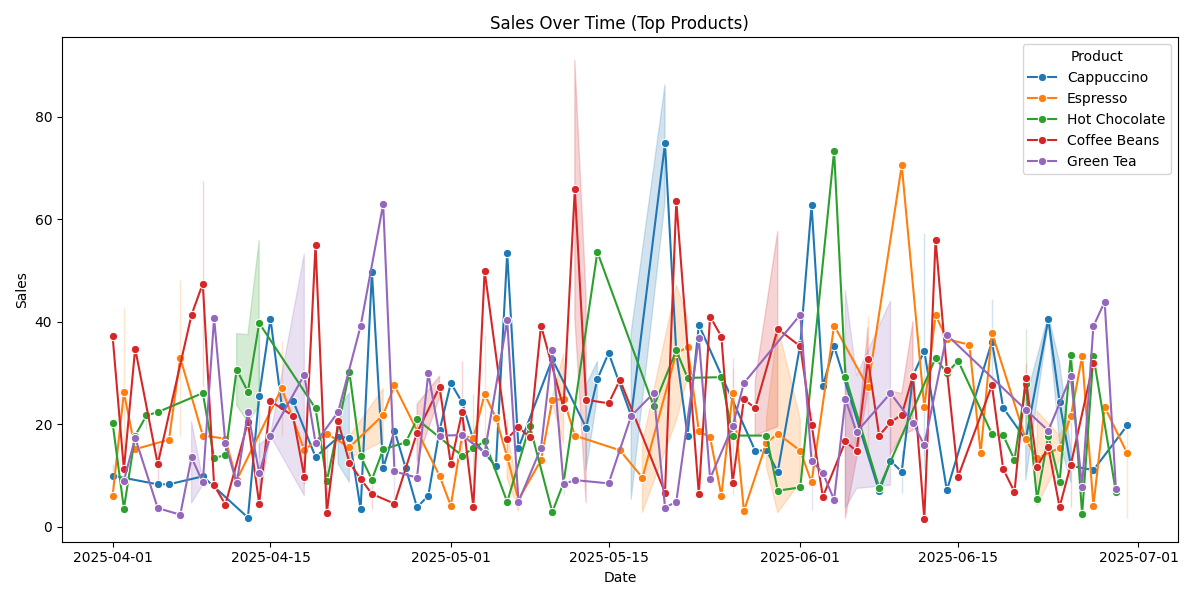 Sales Over Time (Top Products)
Product
Cappuccino
Espresso
Hot Chocolate
Coffee Beans
Green Tea
Sales
80
60
40
20
0
2025-04-01
2025-04-15
2025-05-01
2025-05-15
2025-06-01
2025-06-15
2025-07-01
Date